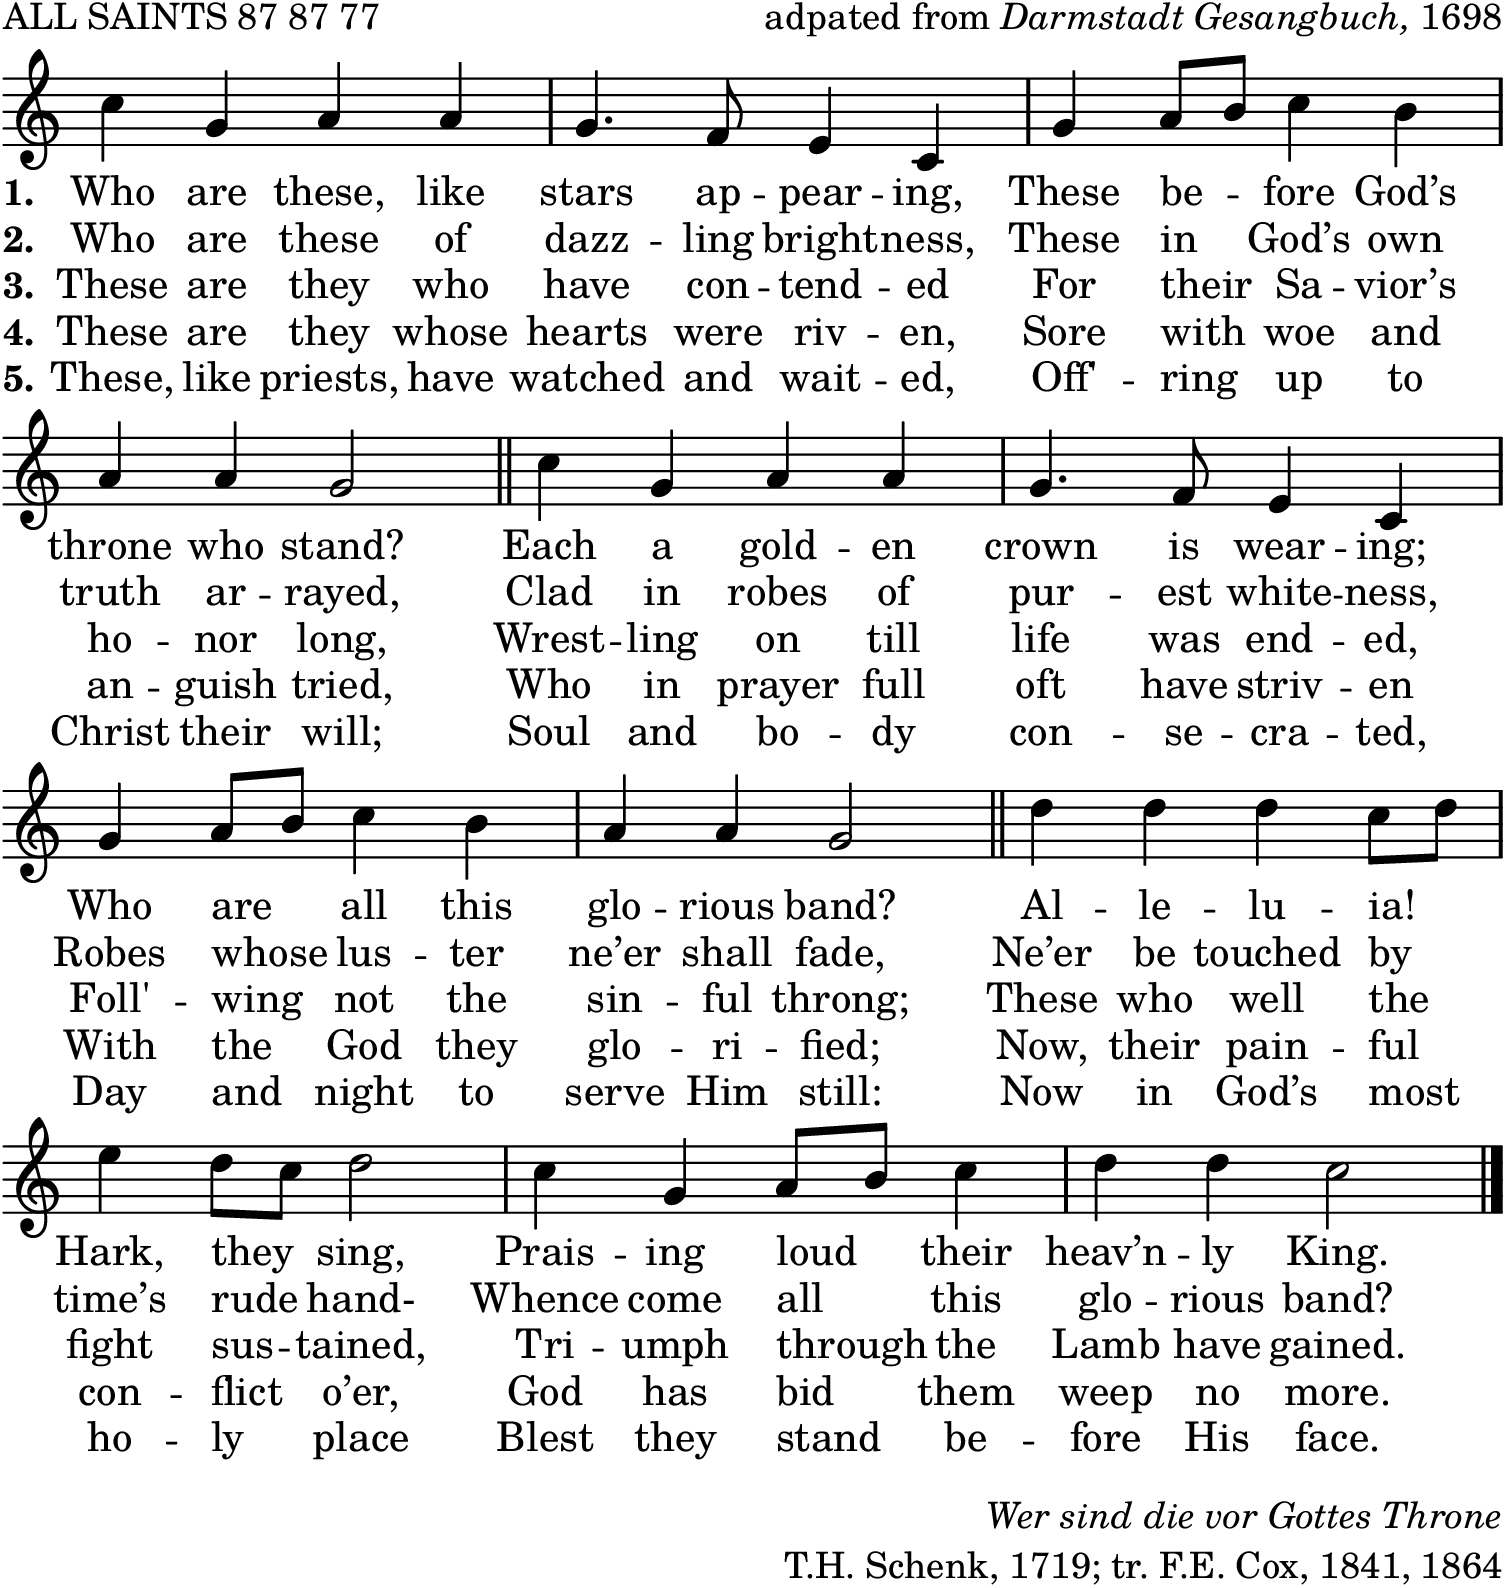 ALL SAINTS 87 87 77 adpated from Darmstadt Gesangbuch, 1698
1. Who are these, like stars ap -- pear -- ing, These be -- fore God’s
2. Who are these of dazz -- ling brightness, These in God’s own
3. These are they who have con -- tend -- ed For their Sa -- vior’s
4. These are they whose hearts were riv -- en, Sore with woe and
5. These, like priests, have watched and wait -- ed, Off' -- ring up to
throne who stand? Each a gold -- en crown is wear -- ing;
truth ar -- rayed, Clad in robes of pur -- est white -- ness,
ho -- nor long, Wrest -- ling on till life was end -- ed,
an -- guish tried, Who in prayer full oft have striv -- en
Christ their will; Soul and bo -- dy con -- se -- cra -- ted,
Who are all this glo -- rious band? Al -- le -- lu -- ia!
Robes whose lus -- ter ne’er shall fade, Ne’er be touched by
Foll' -- wing not the sin -- ful throng; These who well the
With the God they glo -- ri -- fied; Now, their pain -- ful
Day and night to serve Him still: Now in God’s most
Hark, they sing, Prais -- ing loud their heav’n -- ly King.
time’s rude hand- Whence come all this glo -- rious band?
fight sus -- tained, Tri -- umph through the Lamb have gained.
con -- flict o’er, God has bid them weep no more.
ho -- ly place Blest they stand be -- fore His face.
Wer sind die vor Gottes Throne
T.H. Schenk, 1719; tr. F.E. Cox, 1841, 1864